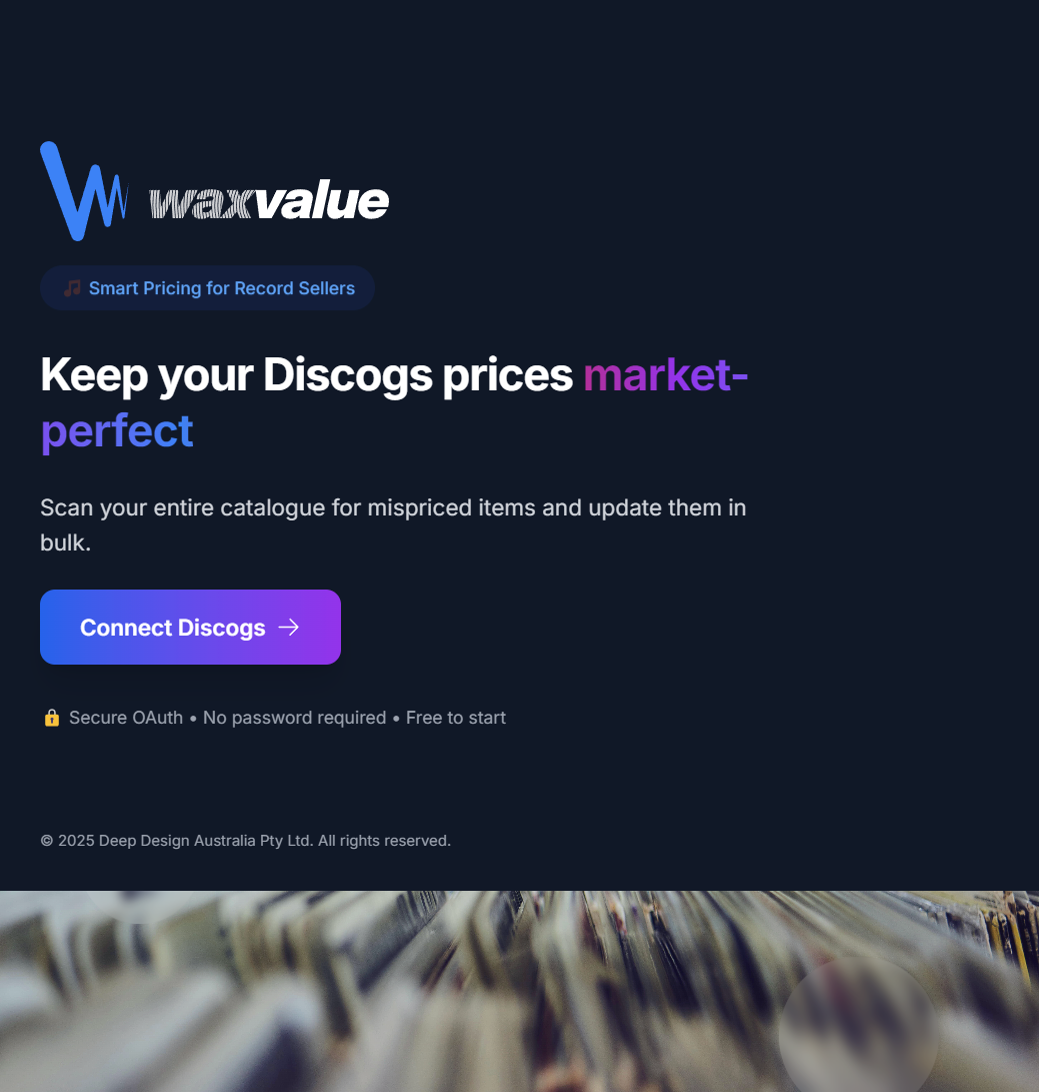 waxvalue
🎵 Smart Pricing for Record Sellers
Keep your Discogs prices market-
perfect
Scan your entire catalogue for mispriced items and update them in
bulk.
Connect Discogs →
🔒 Secure OAuth • No password required • Free to start
© 2025 Deep Design Australia Pty Ltd. All rights reserved.